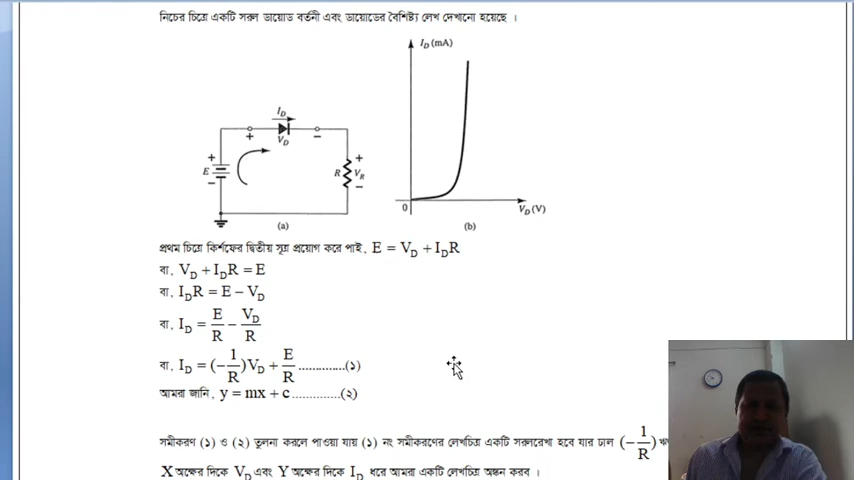 নিচের চিত্রে একটি সরল ডায়োড বর্তনী এবং ডায়োডের বৈশিষ্ট্য লেখ দেখানো হয়েছে ।
I_D (mA)
I_D
+ V_D −
+ E −
R
+ V_R −
0
V_D (V)
(a)
(b)
প্রথম চিত্রে কির্শফের দ্বিতীয় সূত্র প্রয়োগ করে পাই, E = V_D + I_D R
বা, V_D + I_D R = E
বা, I_D R = E − V_D
বা, I_D = E/R − V_D/R
বা, I_D = (−1/R)V_D + E/R ..............(১)
আমরা জানি, y = mx + c..............(২)
সমীকরণ (১) ও (২) তুলনা করলে পাওয়া যায় (১) নং সমীকরণের লেখচিত্র একটি সরলরেখা হবে যার ঢাল (−1/R)
X অক্ষের দিকে V_D এবং Y অক্ষের দিকে I_D ধরে আমরা একটি লেখচিত্র অঙ্কন করব ।